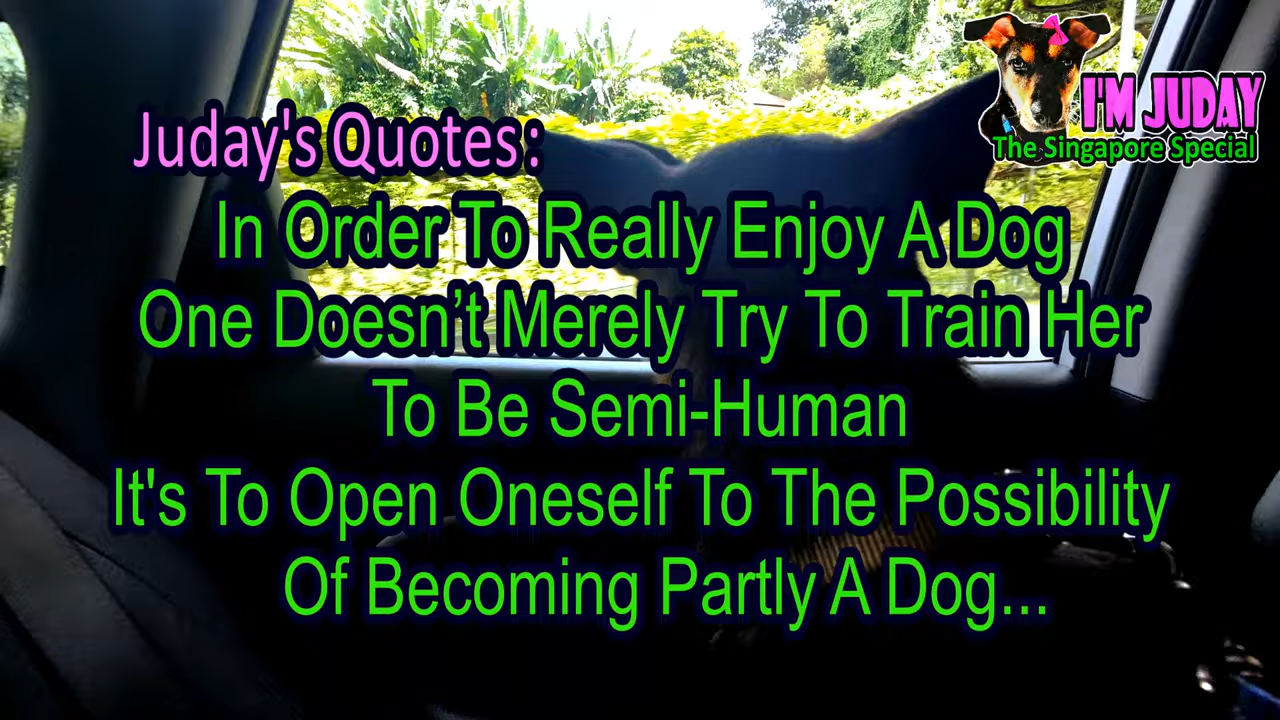 I'M JUDAY
The Singapore Special
Juday's Quotes:
In Order To Really Enjoy A Dog
One Doesn’t Merely Try To Train Her
To Be Semi-Human
It's To Open Oneself To The Possibility
Of Becoming Partly A Dog...